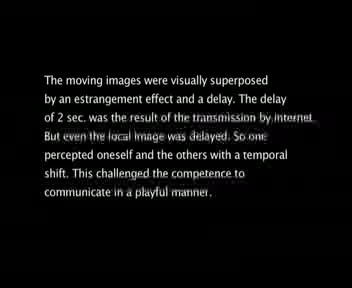 The moving images were visually superposed
by an estrangement effect and a delay. The delay
of 2 sec. was the result of the transmission by internet.
But even the local image was delayed. So one
percepted oneself and the others with a temporal
shift. This challenged the competence to
communicate in a playful manner.